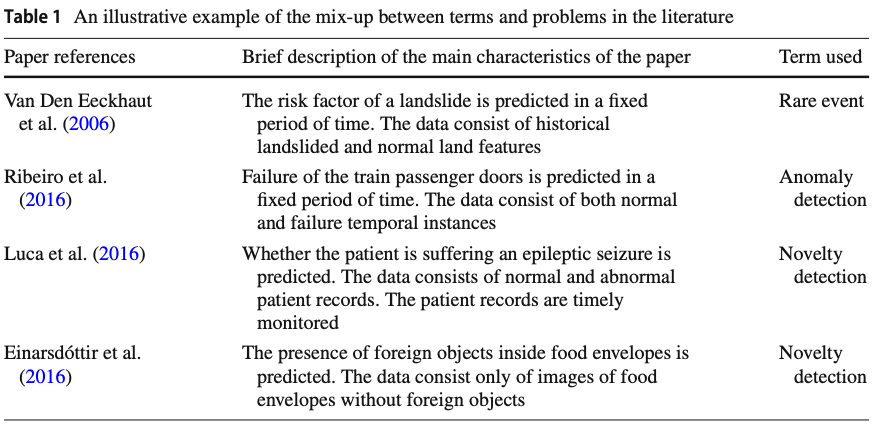 Table 1 An illustrative example of the mix-up between terms and problems in the literature
Paper references Brief description of the main characteristics of the paper Term used
Van Den Eeckhaut The risk factor of a landslide is predicted in a fixed Rare event
et al. (2006) period of time. The data consist of historical
landslided and normal land features
Ribeiro et al. Failure of the train passenger doors is predicted in a Anomaly
(2016) fixed period of time. The data consist of both normal detection
and failure temporal instances
Luca et al. (2016) Whether the patient is suffering an epileptic seizure is Novelty
predicted. The data consists of normal and abnormal detection
patient records. The patient records are timely
monitored
Einarsdóttir et al. The presence of foreign objects inside food envelopes is Novelty
(2016) predicted. The data consist only of images of food detection
envelopes without foreign objects